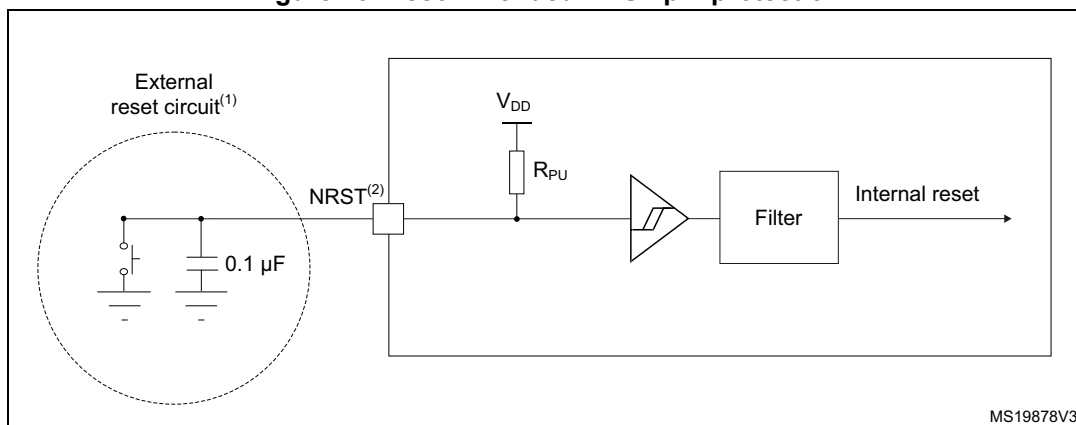 External
reset circuit(1)
VDD
RPU
NRST(2)
0.1 µF
Filter
Internal reset
MS19878V3